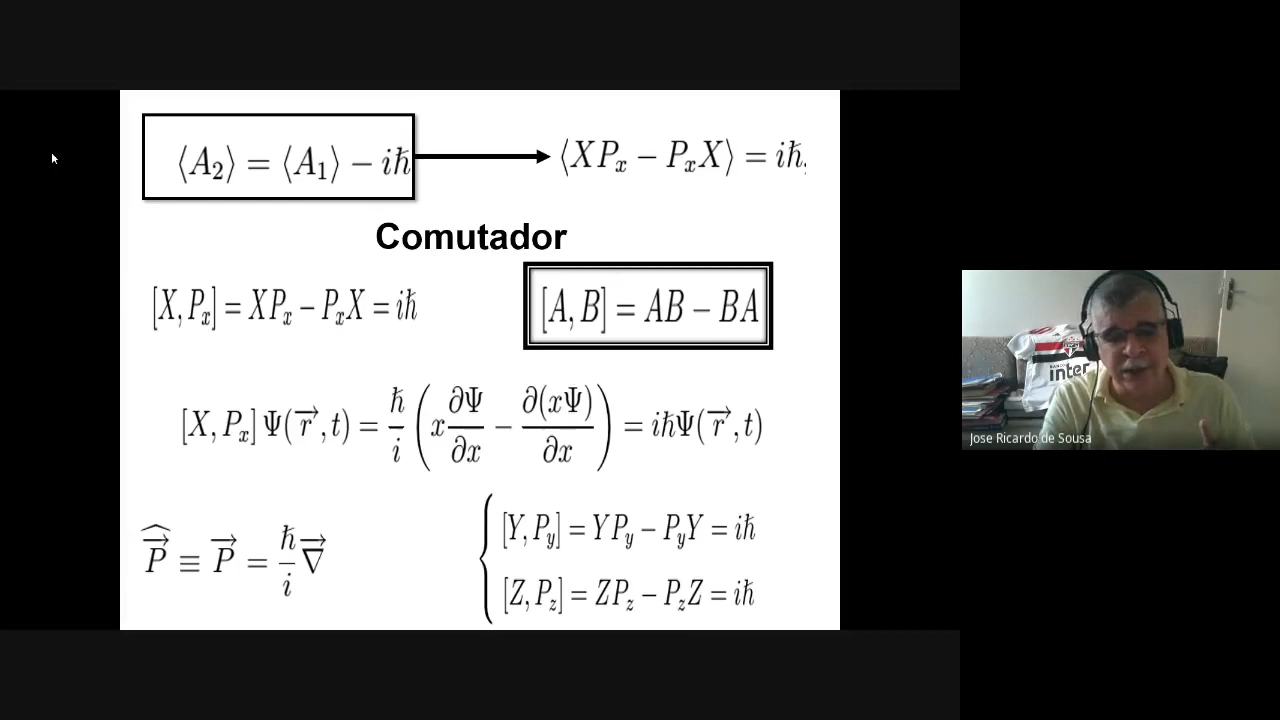 ⟨A₂⟩ = ⟨A₁⟩ − iħ
⟨XPₓ − PₓX⟩ = iħ,
Comutador
[X, Pₓ] = XPₓ − PₓX = iħ
[A, B] = AB − BA
[X, Pₓ] Ψ(r⃗, t) = ħ/i (x ∂Ψ/∂x − ∂(xΨ)/∂x) = iħΨ(r⃗, t)
P⃗̂ ≡ P⃗ = ħ/i ∇⃗
[Y, P_y] = YP_y − P_yY = iħ
[Z, P_z] = ZP_z − P_zZ = iħ
inter
Jose Ricardo de Sousa